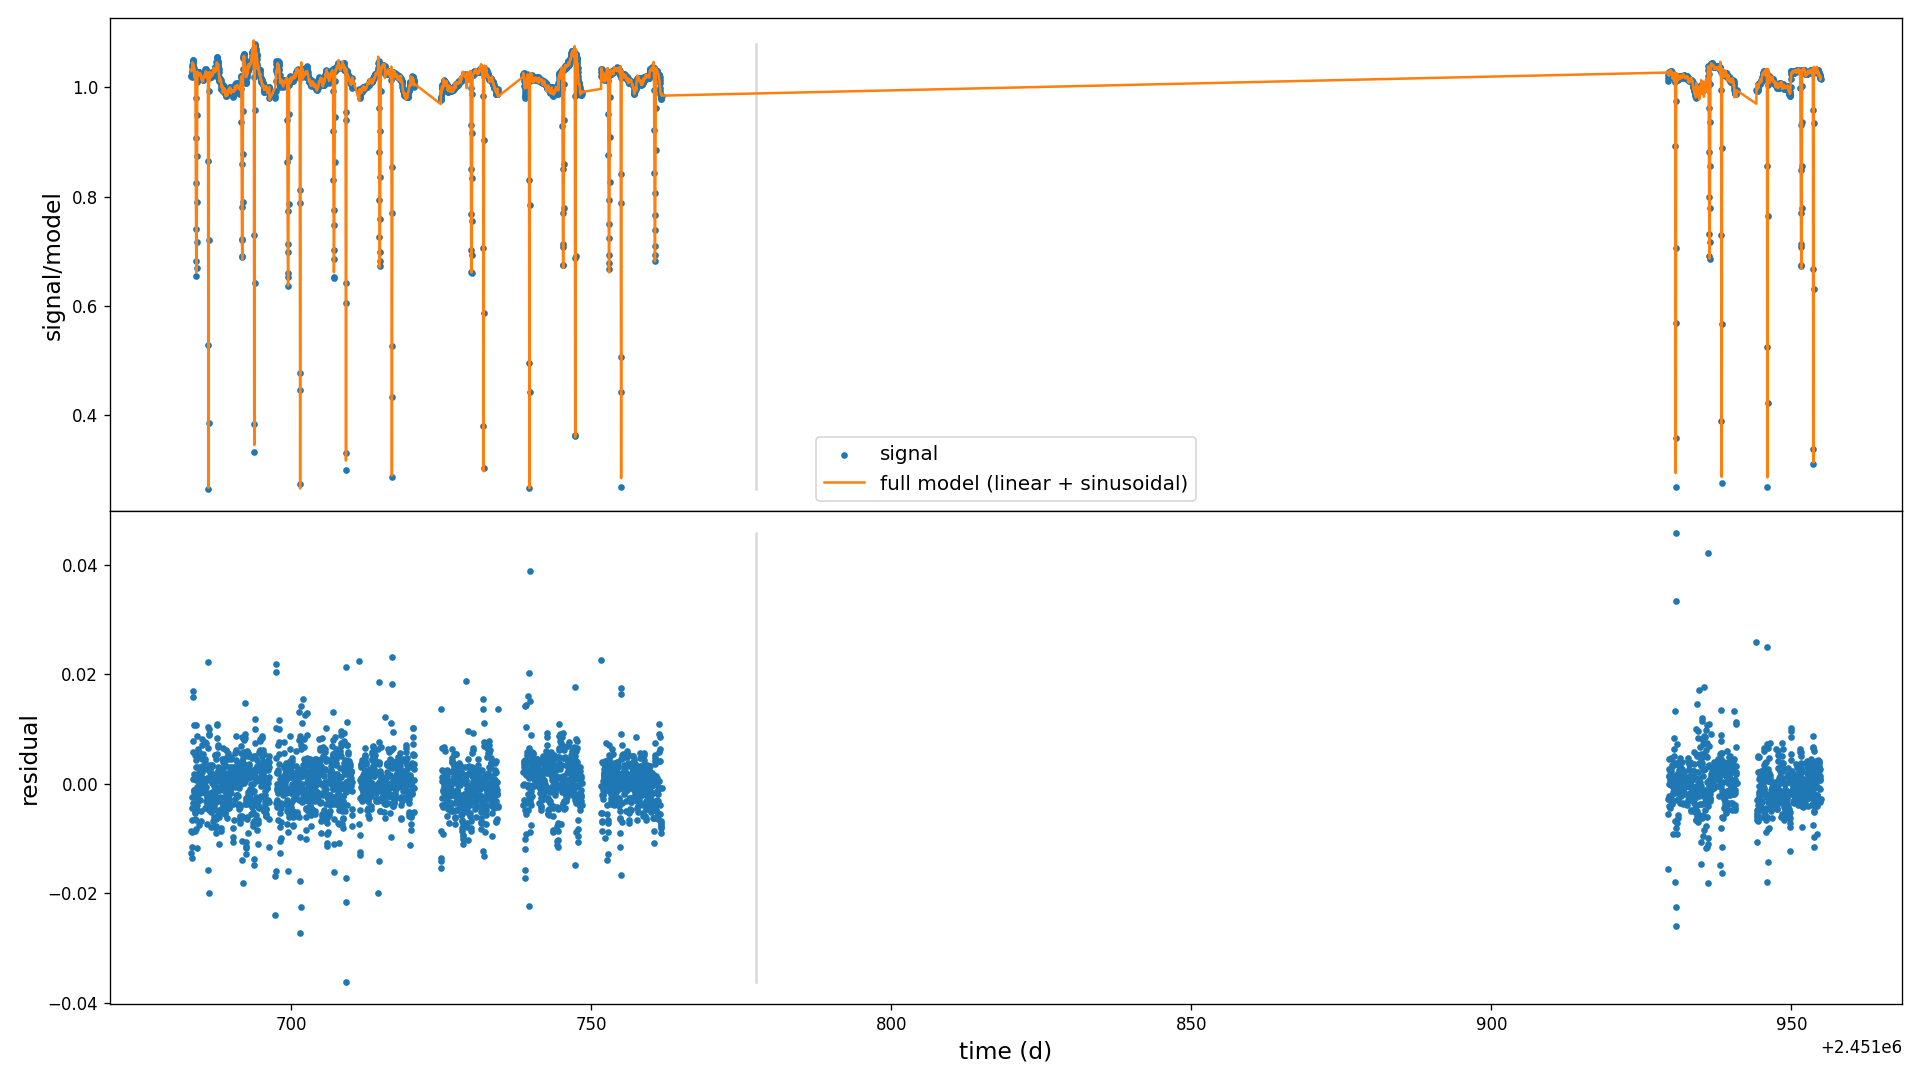 1.0
0.8
0.6
0.4
signal/model
signal
full model (linear + sinusoidal)
0.04
0.02
0.00
−0.02
−0.04
residual
700
750
800
850
900
950
time (d)
+2.451e6